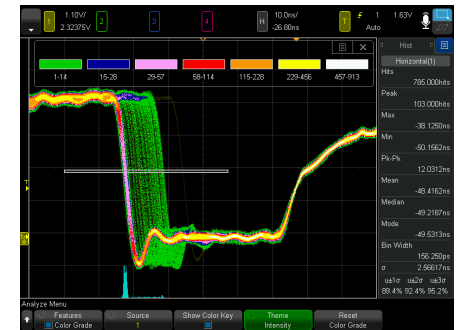 1 1.10V/ 2.32375V 2 3 4 H 10.0ns/ -26.80ns T 1 Auto 1.63V
1-14 15-28 29-57 58-114 115-228 229-456 457-913
Hist
Horizontal(1)
Hits
785.000hits
Peak
103.000hits
Max
-38.1250ns
Min
-50.1562ns
Pk-Pk
12.0312ns
Mean
-48.4162ns
Median
-49.2187ns
Mode
-49.5313ns
Bin Width
156.250ps
σ 2.56617ns
u±1σ u±2σ u±3σ
89.4% 92.4% 95.2%
Analyze Menu
Features Source Show Color Key Theme Reset
Color Grade 1 Intensity Color Grade